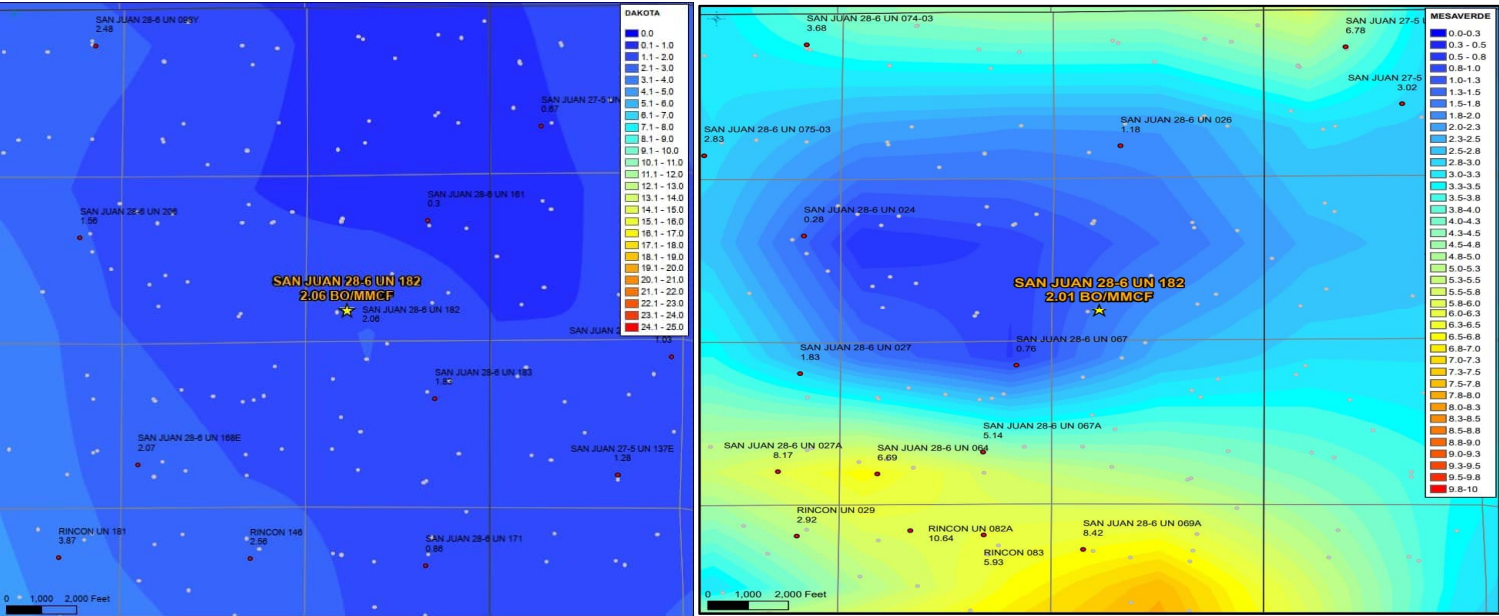 SAN JUAN 28-6 UN 099Y
2.48
SAN JUAN 27-5 UN
0.67
SAN JUAN 28-6 UN 161
0.3
SAN JUAN 28-6 UN 206
1.56
SAN JUAN 28-6 UN 182
2.06 BO/MMCF
SAN JUAN 28-6 UN 182
2.06
SAN JUAN
1.03
SAN JUAN 28-6 UN 183
SAN JUAN 28-6 UN 168E
2.07
SAN JUAN 27-5 UN 137E
1.28
RINCON UN 181
3.87
RINCON 146
2.56
SAN JUAN 28-6 UN 171
0.86
0 1,000 2,000 Feet
DAKOTA
0.0
0.1 - 1.0
1.1 - 2.0
2.1 - 3.0
3.1 - 4.0
4.1 - 5.0
5.1 - 6.0
6.1 - 7.0
7.1 - 8.0
8.1 - 9.0
9.1 - 10.0
10.1 - 11.0
11.1 - 12.0
12.1 - 13.0
13.1 - 14.0
14.1 - 15.0
15.1 - 16.0
16.1 - 17.0
17.1 - 18.0
18.1 - 19.0
19.1 - 20.0
20.1 - 21.0
21.1 - 22.0
22.1 - 23.0
23.1 - 24.0
24.1 - 25.0
SAN JUAN 28-6 UN 074-03
3.68
SAN JUAN 27-5 U
6.78
SAN JUAN 27-5
3.02
SAN JUAN 28-6 UN 075-03
2.83
SAN JUAN 28-6 UN 026
1.18
SAN JUAN 28-6 UN 024
0.28
SAN JUAN 28-6 UN 182
2.01 BO/MMCF
SAN JUAN 28-6 UN 027
1.83
SAN JUAN 28-6 UN 067
0.76
SAN JUAN 28-6 UN 067A
5.14
SAN JUAN 28-6 UN 027A
8.17
SAN JUAN 28-6 UN 064
6.69
RINCON UN 029
2.92
RINCON UN 082A
10.64
RINCON 083
5.93
SAN JUAN 28-6 UN 069A
8.42
0 1,000 2,000 Feet
MESAVERDE
0.0-0.3
0.3 - 0.5
0.5 - 0.8
0.8-1.0
1.0-1.3
1.3-1.5
1.5-1.8
1.8-2.0
2.0-2.3
2.3-2.5
2.5-2.8
2.8-3.0
3.0-3.3
3.3-3.5
3.5-3.8
3.8-4.0
4.0-4.3
4.3-4.5
4.5-4.8
4.8-5.0
5.0-5.3
5.3-5.5
5.5-5.8
5.8-6.0
6.0-6.3
6.3-6.5
6.5-6.8
6.8-7.0
7.0-7.3
7.3-7.5
7.5-7.8
7.8-8.0
8.0-8.3
8.3-8.5
8.5-8.8
8.8-9.0
9.0-9.3
9.3-9.5
9.5-9.8
9.8-10